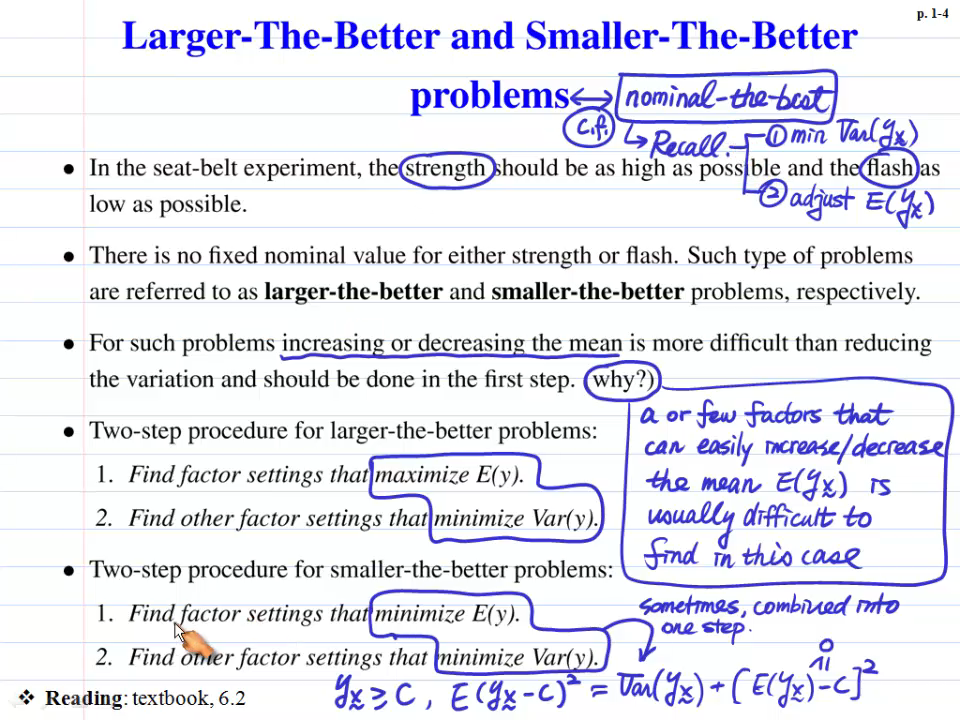 p. 1-4
Larger-The-Better and Smaller-The-Better
problems ↔ nominal-the-best
c.f. ↳ Recall. ① min Var(y_x)
② adjust E(y_x)
• In the seat-belt experiment, the strength should be as high as possible and the flash as
low as possible.
• There is no fixed nominal value for either strength or flash. Such type of problems
are referred to as larger-the-better and smaller-the-better problems, respectively.
• For such problems increasing or decreasing the mean is more difficult than reducing
the variation and should be done in the first step. (why?)
a or few factors that
can easily increase/decrease
the mean E(y_x) is
usually difficult to
find in this case
• Two-step procedure for larger-the-better problems:
1. Find factor settings that maximize E(y).
2. Find other factor settings that minimize Var(y).
• Two-step procedure for smaller-the-better problems:
1. Find factor settings that minimize E(y).
2. Find other factor settings that minimize Var(y).
sometimes, combined into
one step.
y_x ≥ C, E(y_x - C)² = Var(y_x) + [E(y_x) - C]²
0
=
❖ Reading: textbook, 6.2